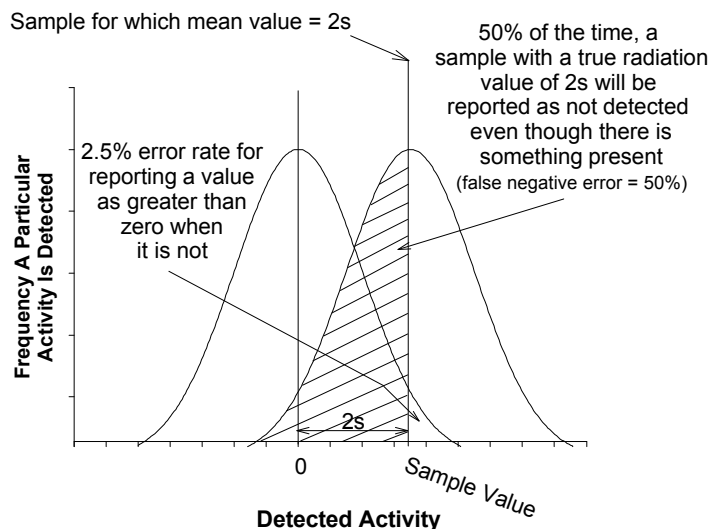 Sample for which mean value = 2s
50% of the time, a
sample with a true radiation
value of 2s will be
reported as not detected
even though there is
something present
(false negative error = 50%)
2.5% error rate for
reporting a value
as greater than
zero when
it is not
Frequency A Particular
Activity Is Detected
2s
0
Sample Value
Detected Activity